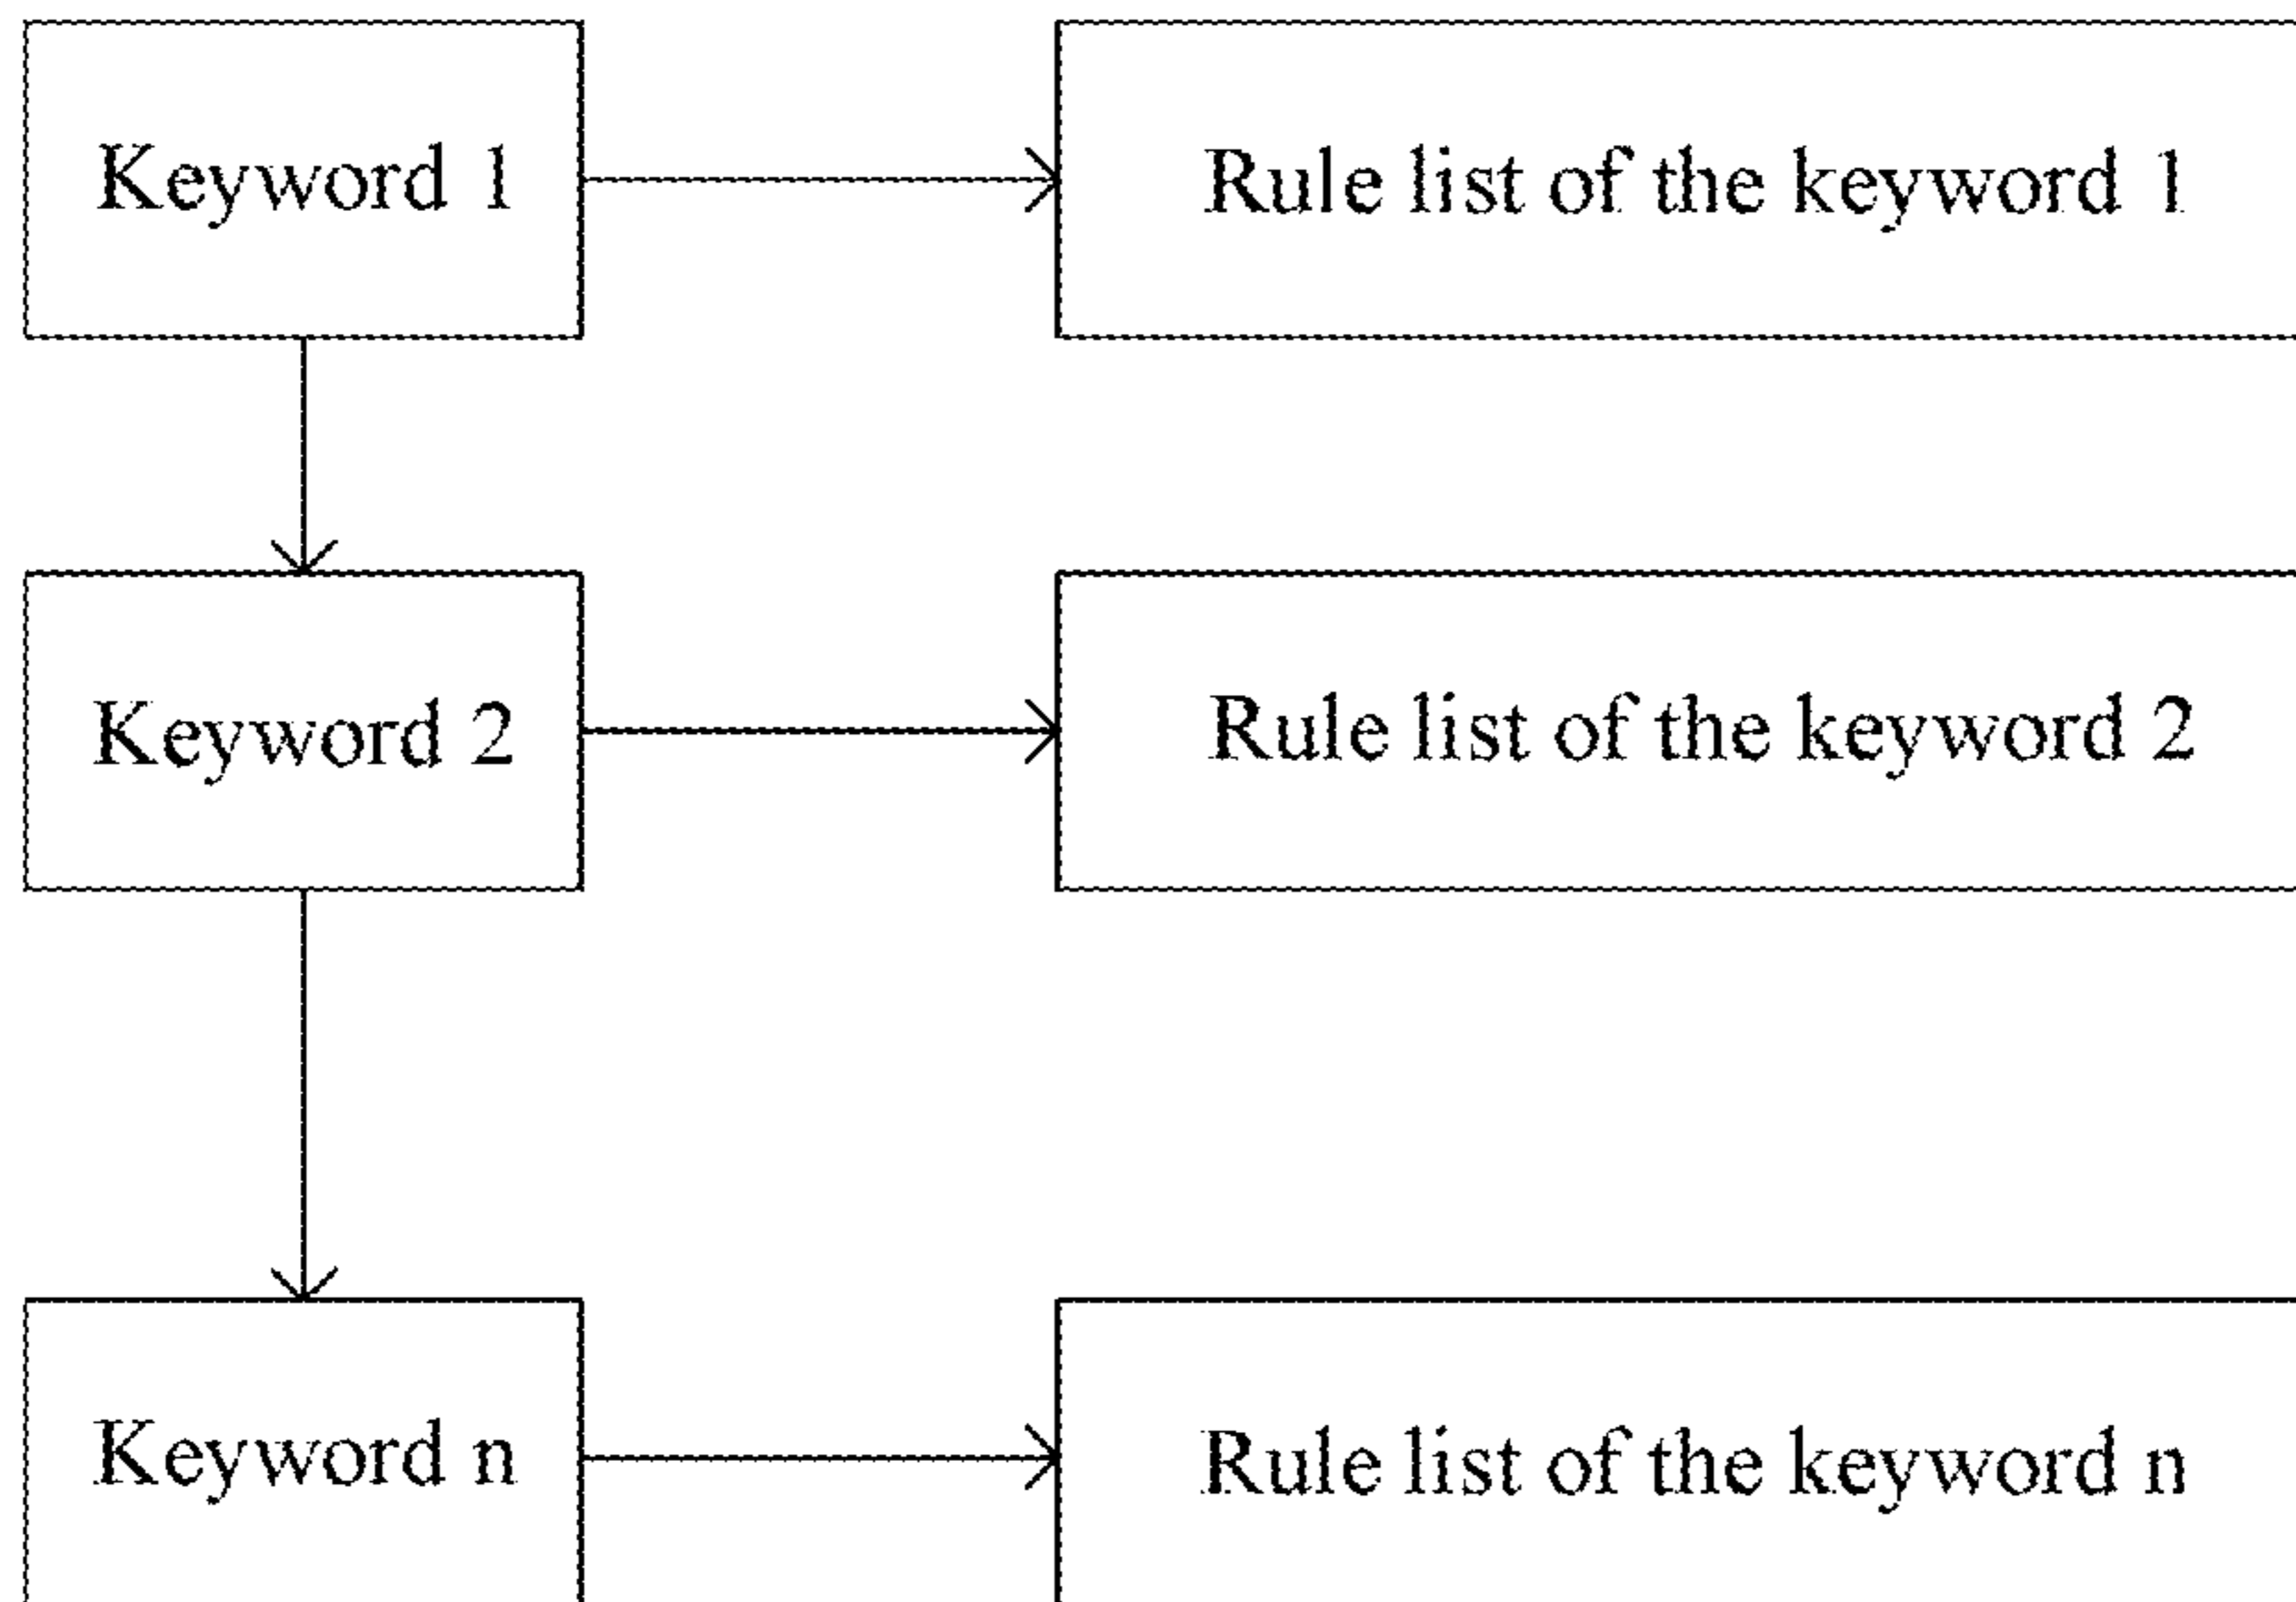 Keyword 1
Rule list of the keyword 1
Keyword 2
Rule list of the keyword 2
Keyword n
Rule list of the keyword n